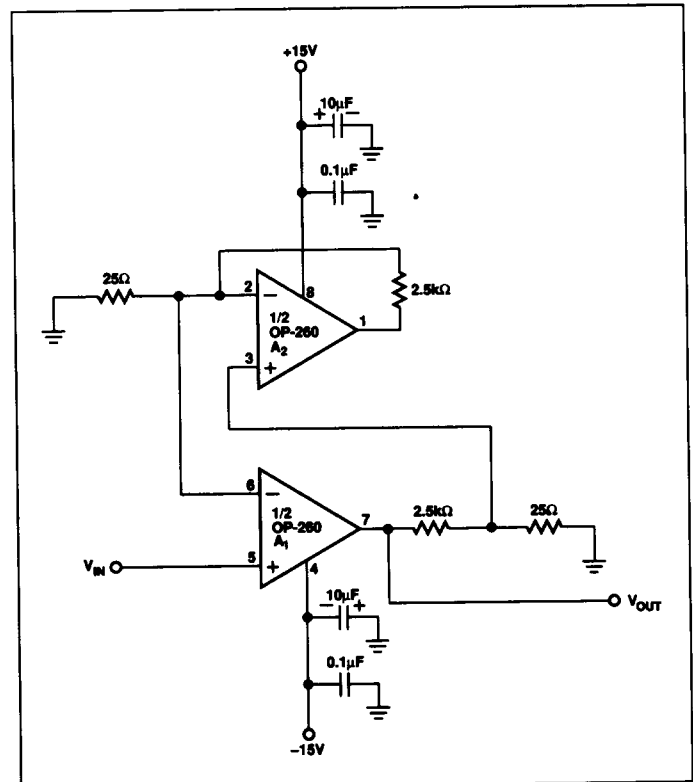 +15V
+ 10µF −
0.1µF
25Ω
2 −
8
2.5kΩ
1/2
OP-260
A2
1
3 +
6 −
1/2
OP-260
A1
7
2.5kΩ
25Ω
VIN
5 +
4
VOUT
− 10µF +
0.1µF
−15V